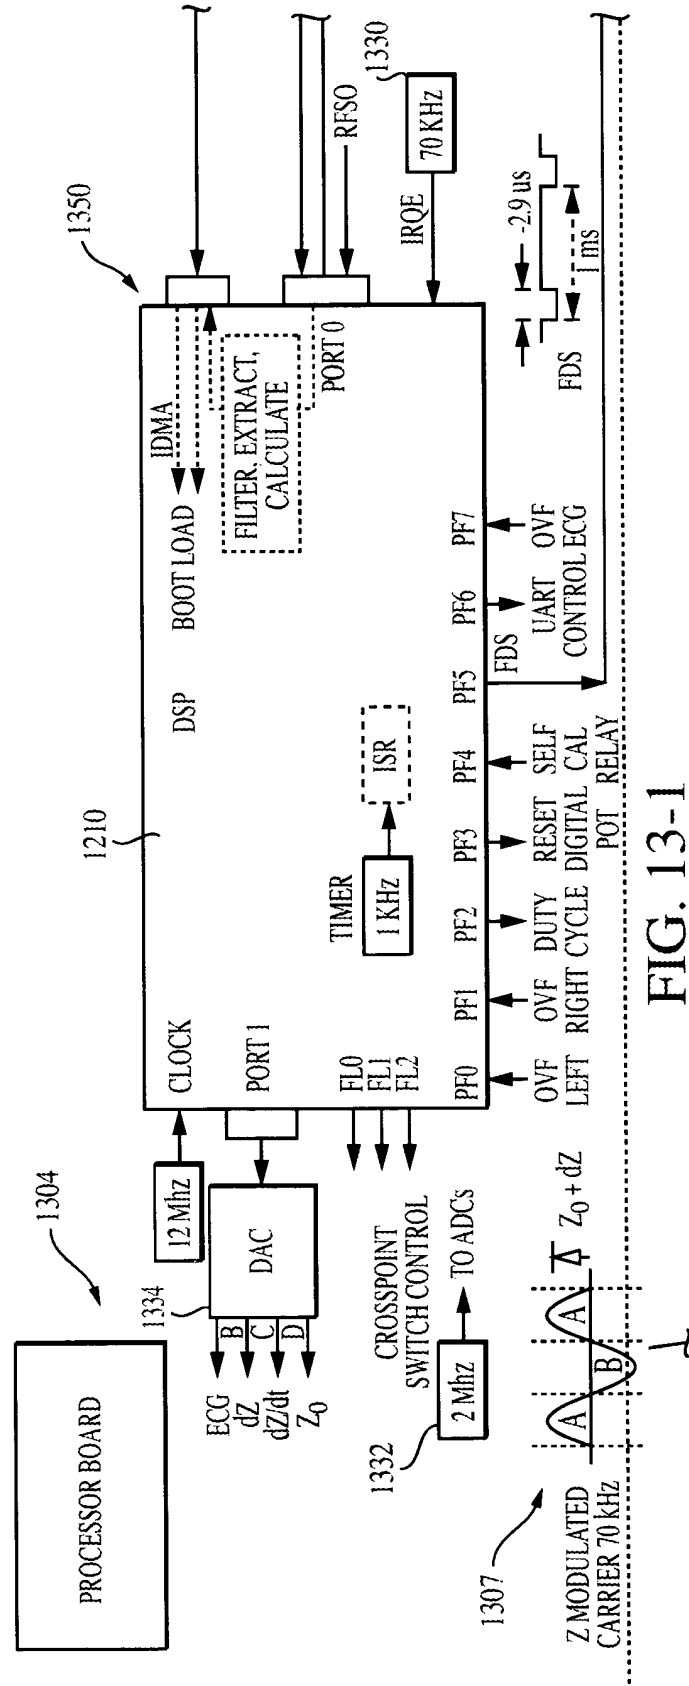 PROCESSOR BOARD
1304
1334
DAC
ECG
B
dZ
C
dZ/dt
D
Z0
12 Mhz
CLOCK
PORT 1
1210
DSP
BOOT LOAD
IDMA
1350
FILTER, EXTRACT,
CALCULATE
PORT 0
RFSO
1330
70 KHz
IRQE
TIMER
1 KHz
ISR
FL0
FL1
FL2
CROSSPOINT
SWITCH CONTROL
1332
2 Mhz
TO ADCs
PF0
PF1
PF2
PF3
PF4
PF5
PF6
PF7
OVF
LEFT
OVF
RIGHT
DUTY
CYCLE
RESET
DIGITAL
POT
SELF
CAL
RELAY
FDS
UART
CONTROL
OVF
ECG
FDS
-2.9 us
1 ms
1307
Z MODULATED
CARRIER 70 kHz
A
B
A
Z0 + dZ
FIG. 13-1